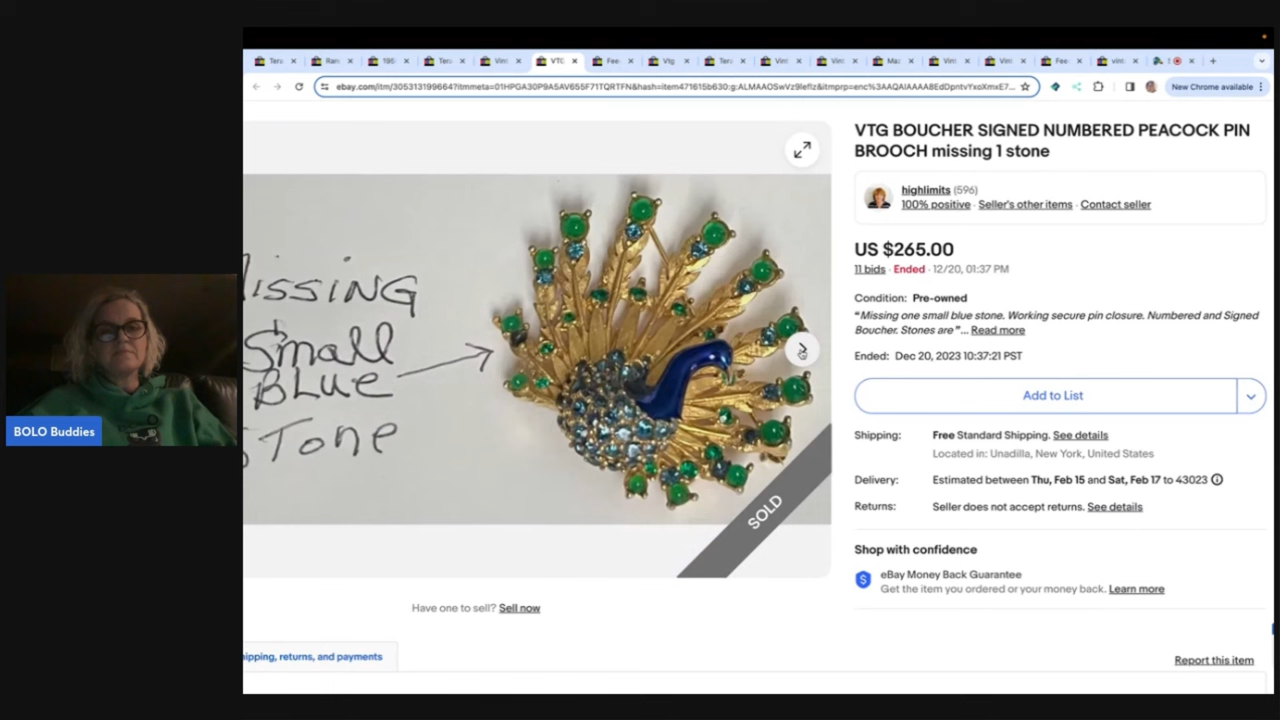 ebay.com/itm/305313199664?itmmeta=01HPGA30P9A5AV655F71TQRTFN&hash=item471615b630:g:ALMAAOSwVz9leflz&itmprp=enc%3AAQAIAAAA8EdDpntvYxoXmxE7...
New Chrome available
VTG BOUCHER SIGNED NUMBERED PEACOCK PIN
BROOCH missing 1 stone
highlimits (596)
100% positive · Seller's other items · Contact seller
US $265.00
11 bids · Ended · 12/20, 01:37 PM
Condition: Pre-owned
"Missing one small blue stone. Working secure pin closure. Numbered and Signed
Boucher. Stones are"... Read more
Ended: Dec 20, 2023 10:37:21 PST
Add to List
Shipping: Free Standard Shipping. See details
Located in: Unadilla, New York, United States
Delivery: Estimated between Thu, Feb 15 and Sat, Feb 17 to 43023
Returns: Seller does not accept returns. See details
Shop with confidence
eBay Money Back Guarantee
Get the item you ordered or your money back. Learn more
Report this item
MISSING
Small
BLUE
STone
SOLD
Have one to sell? Sell now
hipping, returns, and payments
BOLO Buddies